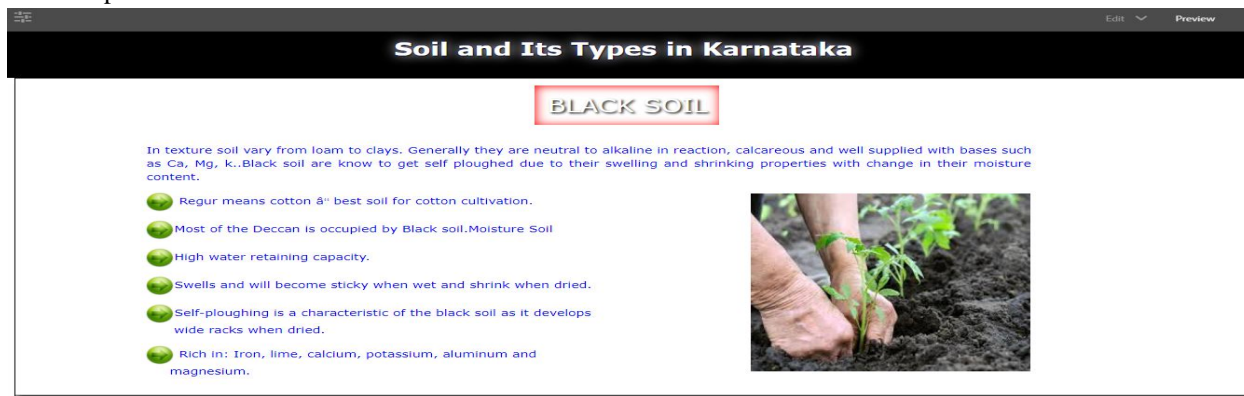 Edit Preview
Soil and Its Types in Karnataka
BLACK SOIL
In texture soil vary from loam to clays. Generally they are neutral to alkaline in reaction, calcareous and well supplied with bases such
as Ca, Mg, k..Black soil are know to get self ploughed due to their swelling and shrinking properties with change in their moisture
content.
Regur means cotton â“ best soil for cotton cultivation.
Most of the Deccan is occupied by Black soil.Moisture Soil
High water retaining capacity.
Swells and will become sticky when wet and shrink when dried.
Self-ploughing is a characteristic of the black soil as it develops
wide racks when dried.
Rich in: Iron, lime, calcium, potassium, aluminum and
magnesium.